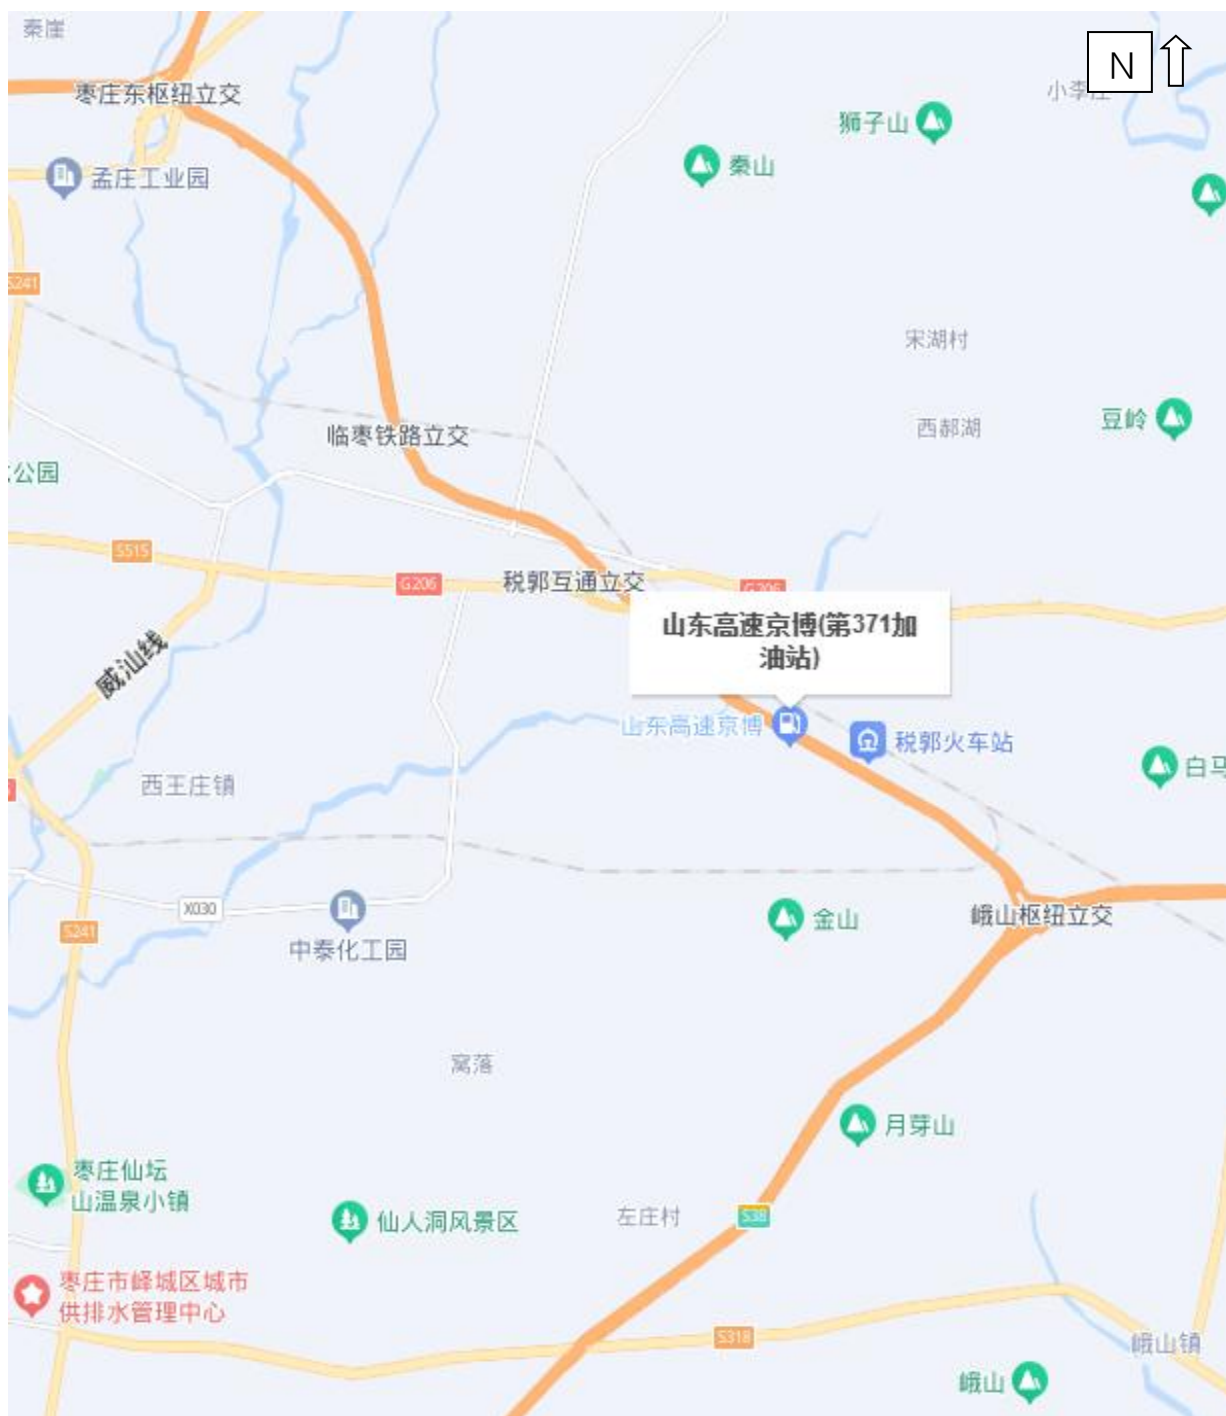 秦崖
N
枣庄东枢纽立交
小李庄
狮子山
秦山
孟庄工业园
S241
宋湖村
豆岭
西郝湖
临枣铁路立交
公园
S515
G206
税郭互通立交
G206
山东高速京博(第371加
油站)
威汕线
山东高速京博
税郭火车站
白马
西王庄镇
X030
中泰化工园
金山
峨山枢纽立交
S241
窝落
月芽山
枣庄仙坛
山温泉小镇
仙人洞风景区
左庄村
S38
枣庄市峄城区城市
供排水管理中心
S318
峨山镇
峨山